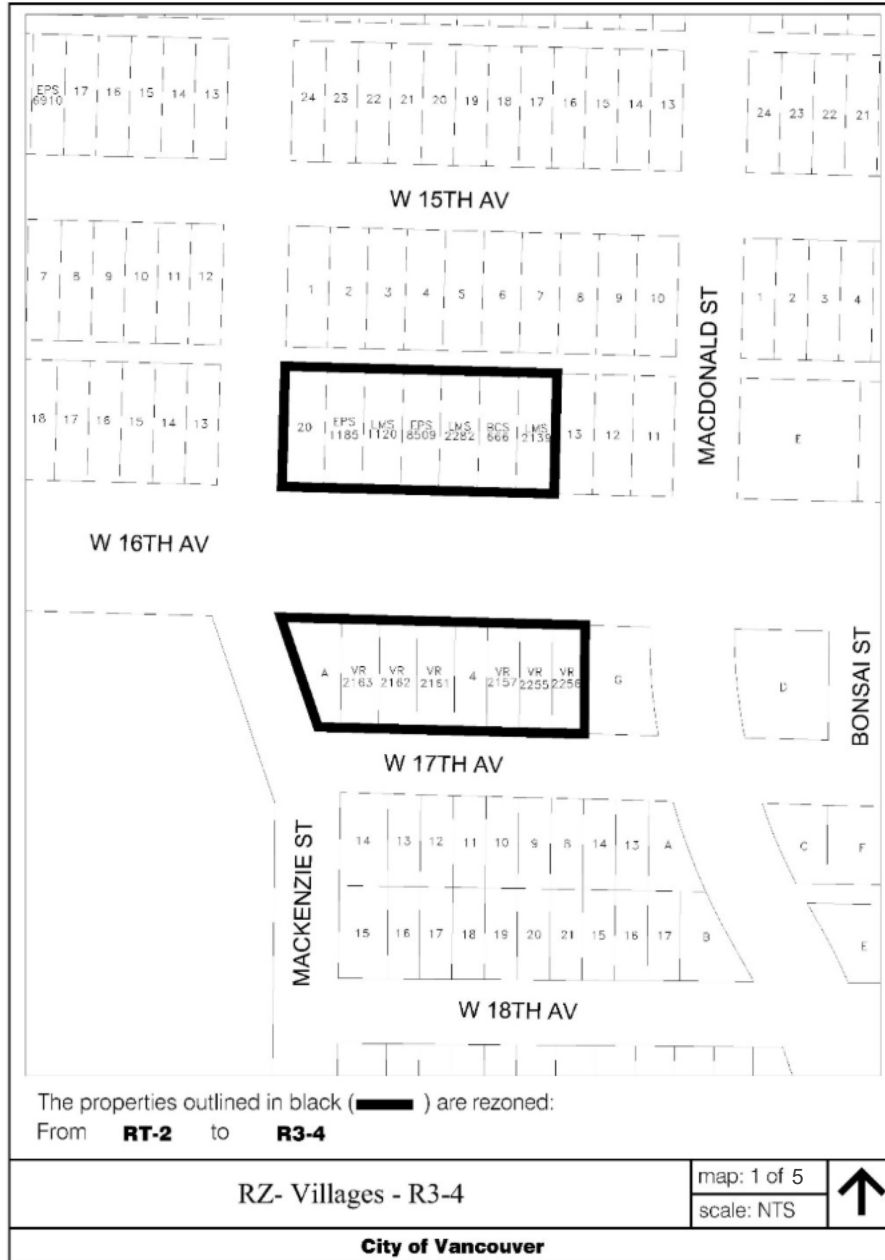 EPS 6910 17 16 15 14 13 24 23 22 21 20 19 18 17 16 15 14 13 24 23 22 21
W 15TH AV
7 8 9 10 11 12 1 2 3 4 5 6 7 8 9 10 1 2 3 4
MACDONALD ST
18 17 16 15 14 13 20 EPS 1185 LMS 1120 EPS 8509 LMS 2282 BCS 666 LMS 2139 13 12 11 E
W 16TH AV
A VR 2163 VR 2162 VR 2151 4 VR 2157 VR 2255 VR 2256 G D
BONSAI ST
W 17TH AV
MACKENZIE ST
14 13 12 11 10 9 8 14 13 A C F
15 16 17 18 19 20 21 15 16 17 B E
W 18TH AV
The properties outlined in black ( ) are rezoned:
From RT-2 to R3-4
RZ- Villages - R3-4
map: 1 of 5
scale: NTS
City of Vancouver